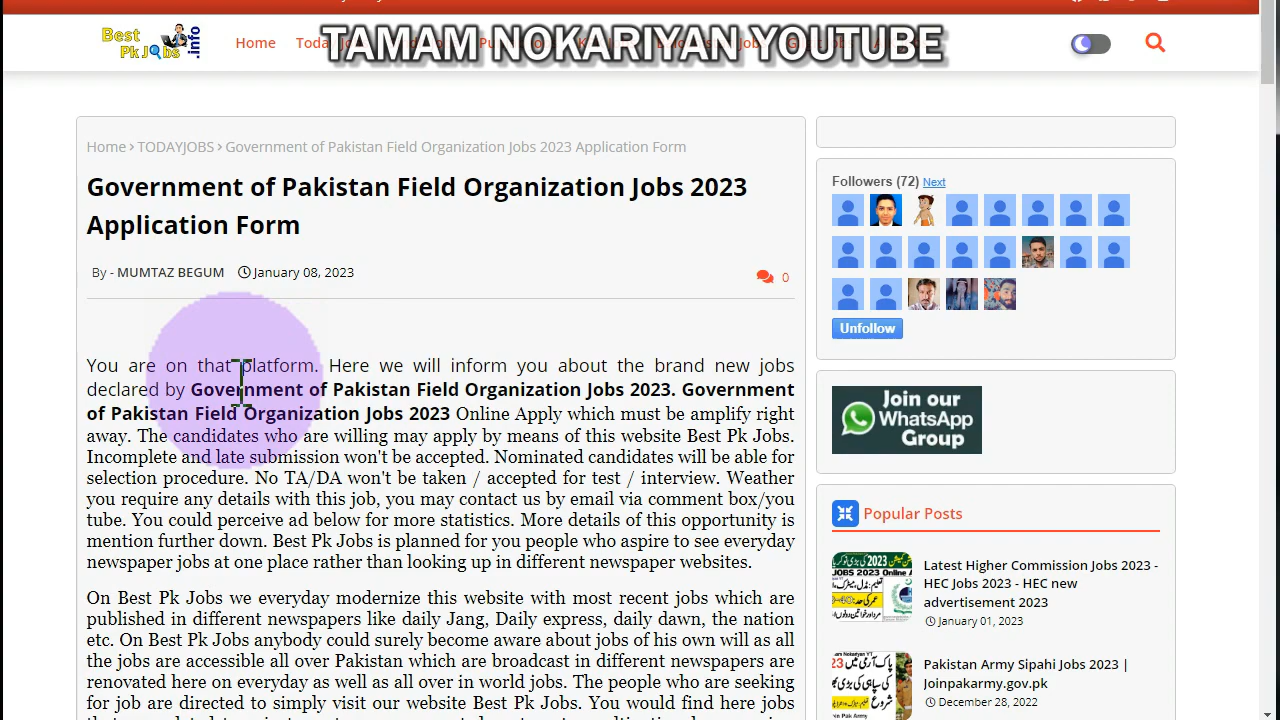 TAMAM NOKARIYAN YOUTUBE
Best
Pk Jobs
.info
Home
Home > TODAYJOBS > Government of Pakistan Field Organization Jobs 2023 Application Form
Government of Pakistan Field Organization Jobs 2023
Application Form
By - MUMTAZ BEGUM January 08, 2023
0
You are on that platform. Here we will inform you about the brand new jobs
declared by Government of Pakistan Field Organization Jobs 2023. Government
of Pakistan Field Organization Jobs 2023 Online Apply which must be amplify right
away. The candidates who are willing may apply by means of this website Best Pk Jobs.
Incomplete and late submission won't be accepted. Nominated candidates will be able for
selection procedure. No TA/DA won't be taken / accepted for test / interview. Weather
you require any details with this job, you may contact us by email via comment box/you
tube. You could perceive ad below for more statistics. More details of this opportunity is
mention further down. Best Pk Jobs is planned for you people who aspire to see everyday
newspaper jobs at one place rather than looking up in different newspaper websites.
On Best Pk Jobs we everyday modernize this website with most recent jobs which are
published in different newspapers like daily Jang, Daily express, daily dawn, the nation
etc. On Best Pk Jobs anybody could surely become aware about jobs of his own will as all
the jobs are accessible all over Pakistan which are broadcast in different newspapers are
renovated here on everyday as well as all over in world jobs. The people who are seeking
for job are directed to simply visit our website Best Pk Jobs. You would find here jobs
Followers (72) Next
Unfollow
Join our
WhatsApp
Group
Popular Posts
Latest Higher Commission Jobs 2023 -
HEC Jobs 2023 - HEC new
advertisement 2023
January 01, 2023
Pakistan Army Sipahi Jobs 2023 |
Joinpakarmy.gov.pk
December 28, 2022